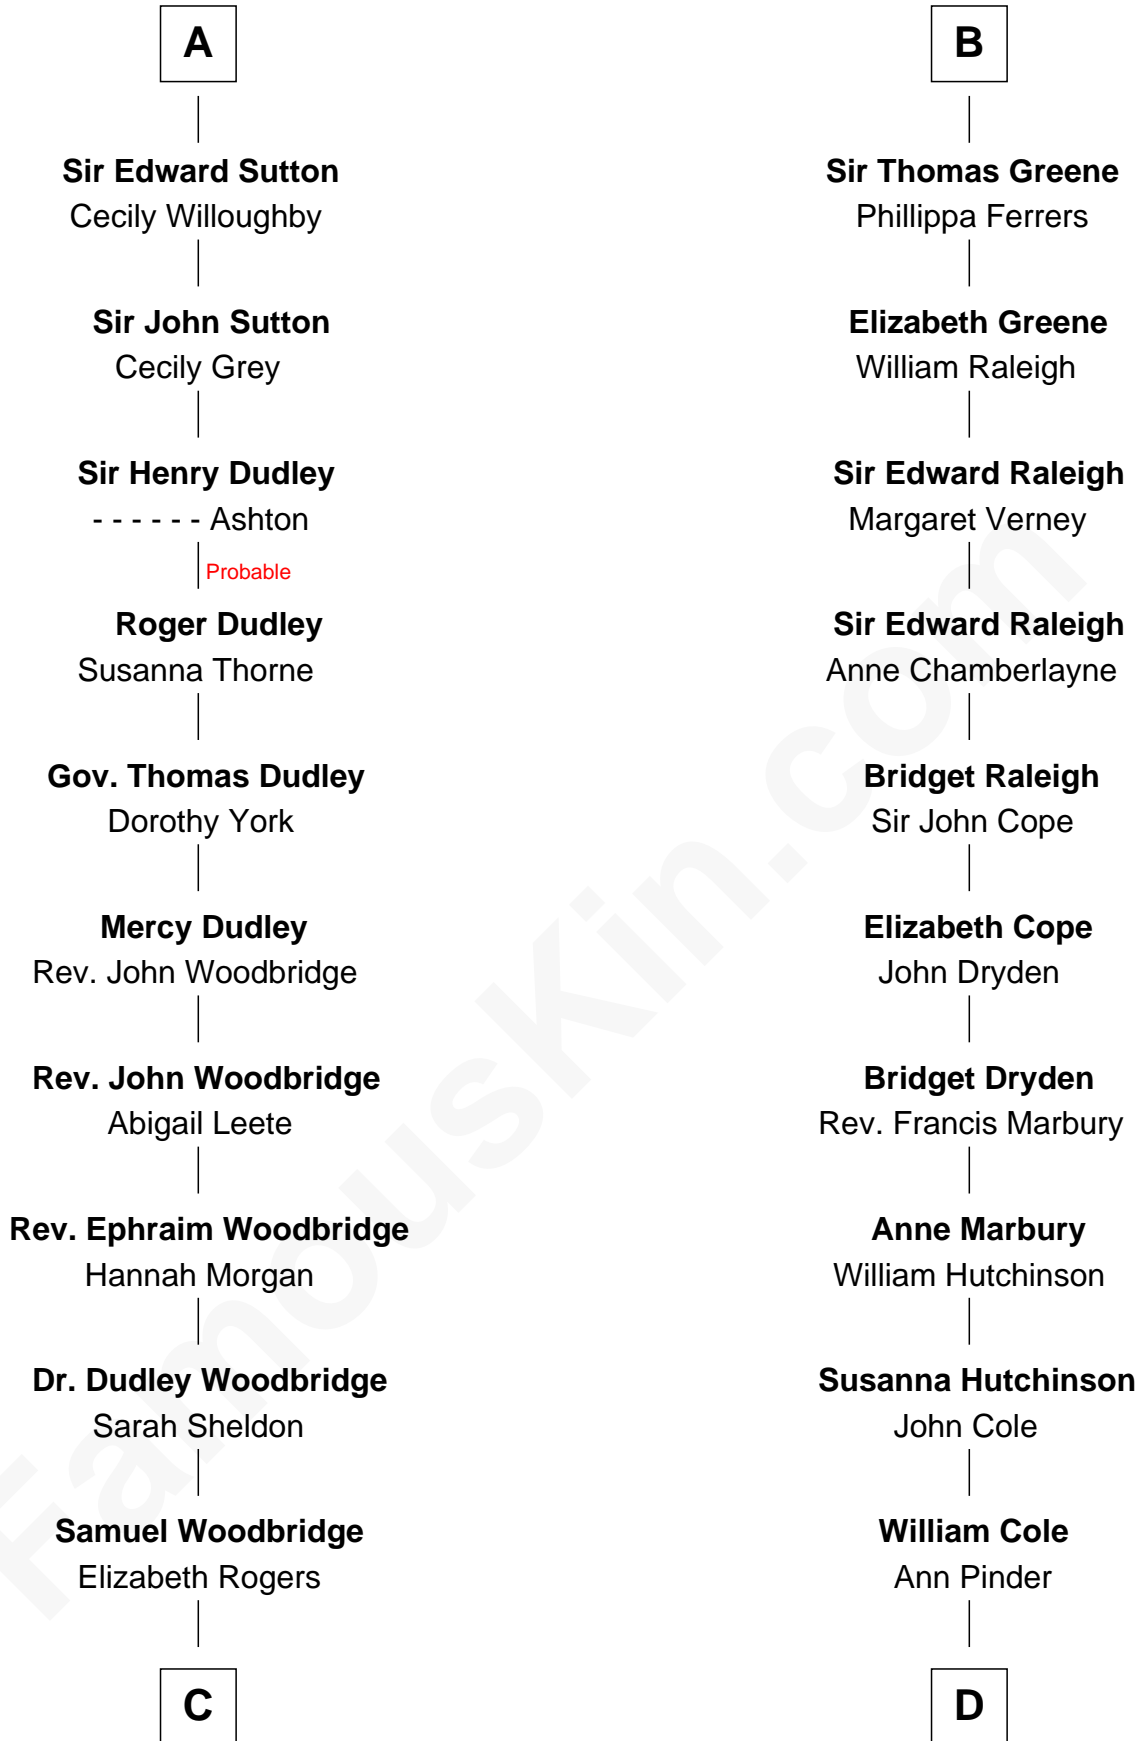 A
Sir Edward Sutton
Cecily Willoughby
Sir John Sutton
Cecily Grey
Sir Henry Dudley
- - - - - - Ashton
Probable
Roger Dudley
Susanna Thorne
Gov. Thomas Dudley
Dorothy York
Mercy Dudley
Rev. John Woodbridge
Rev. John Woodbridge
Abigail Leete
Rev. Ephraim Woodbridge
Hannah Morgan
Dr. Dudley Woodbridge
Sarah Sheldon
Samuel Woodbridge
Elizabeth Rogers
C
B
Sir Thomas Greene
Phillippa Ferrers
Elizabeth Greene
William Raleigh
Sir Edward Raleigh
Margaret Verney
Sir Edward Raleigh
Anne Chamberlayne
Bridget Raleigh
Sir John Cope
Elizabeth Cope
John Dryden
Bridget Dryden
Rev. Francis Marbury
Anne Marbury
William Hutchinson
Susanna Hutchinson
John Cole
William Cole
Ann Pinder
D
FamousKin.com